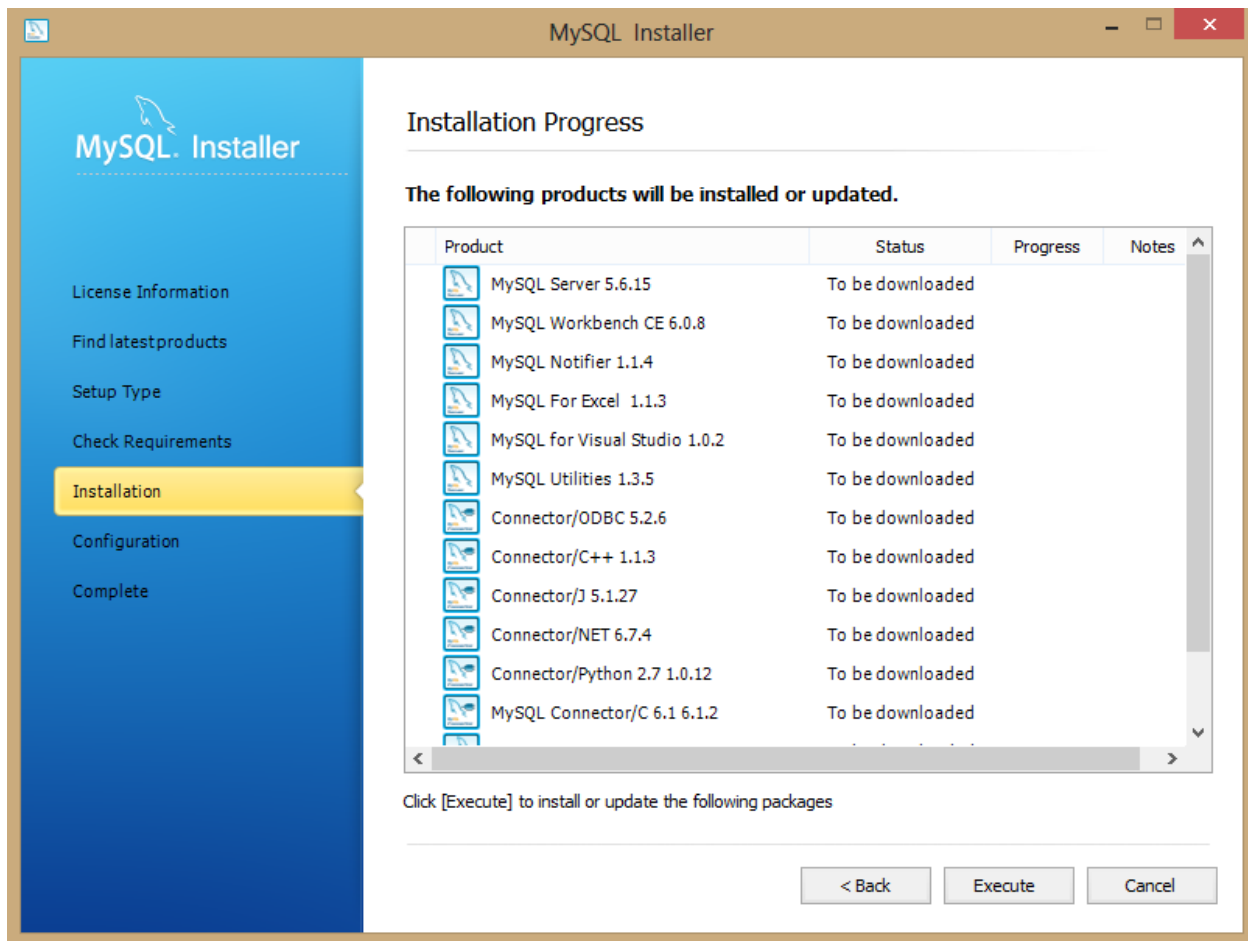 MySQL Installer
MySQL. Installer
License Information
Find latest products
Setup Type
Check Requirements
Installation
Configuration
Complete
Installation Progress
The following products will be installed or updated.
Product Status Progress Notes
MySQL Server 5.6.15 To be downloaded
MySQL Workbench CE 6.0.8 To be downloaded
MySQL Notifier 1.1.4 To be downloaded
MySQL For Excel 1.1.3 To be downloaded
MySQL for Visual Studio 1.0.2 To be downloaded
MySQL Utilities 1.3.5 To be downloaded
Connector/ODBC 5.2.6 To be downloaded
Connector/C++ 1.1.3 To be downloaded
Connector/J 5.1.27 To be downloaded
Connector/NET 6.7.4 To be downloaded
Connector/Python 2.7 1.0.12 To be downloaded
MySQL Connector/C 6.1 6.1.2 To be downloaded
Click [Execute] to install or update the following packages
< Back Execute Cancel